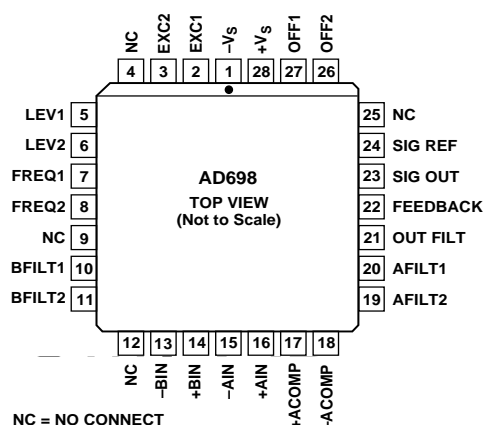 NC
EXC2
EXC1
–VS
+VS
OFF1
OFF2
4
3
2
1
28
27
26
LEV1 5
LEV2 6
FREQ1 7
FREQ2 8
NC 9
BFILT1 10
BFILT2 11
AD698
TOP VIEW
(Not to Scale)
25 NC
24 SIG REF
23 SIG OUT
22 FEEDBACK
21 OUT FILT
20 AFILT1
19 AFILT2
12
13
14
15
16
17
18
NC
–BIN
+BIN
–AIN
+AIN
+ACOMP
–ACOMP
NC = NO CONNECT